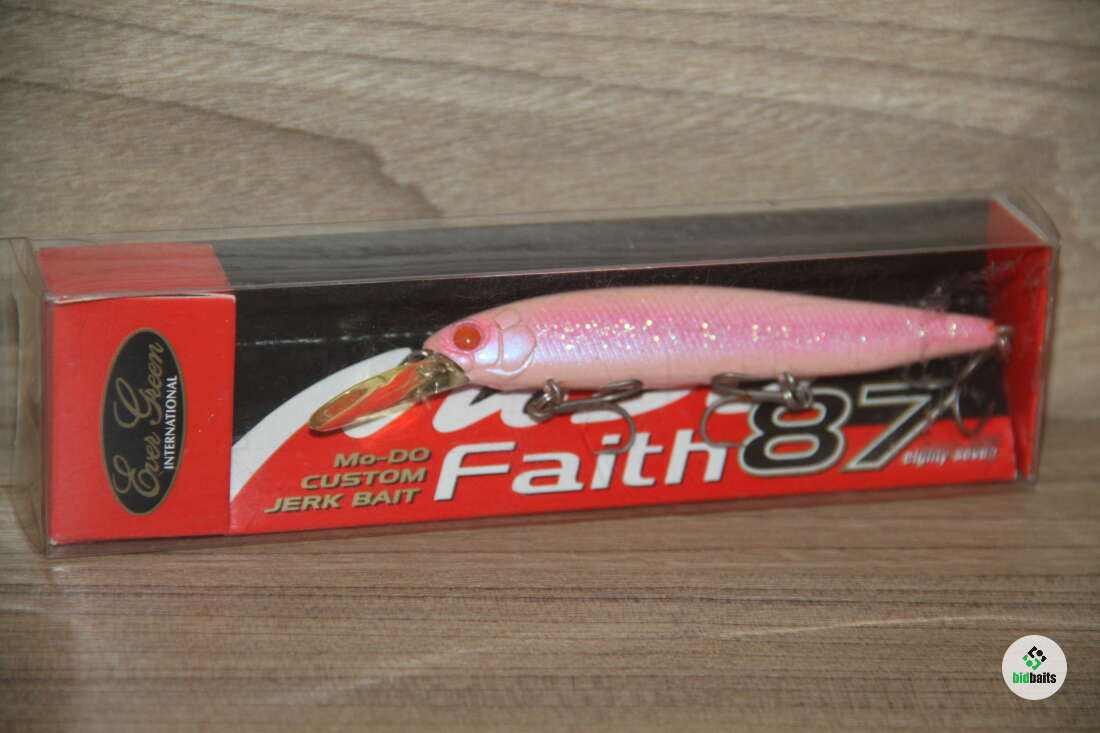 Ever Green
INTERNATIONAL
MO-DO
CUSTOM
JERK BAIT
Faith 87
eighty seven
bidbaits